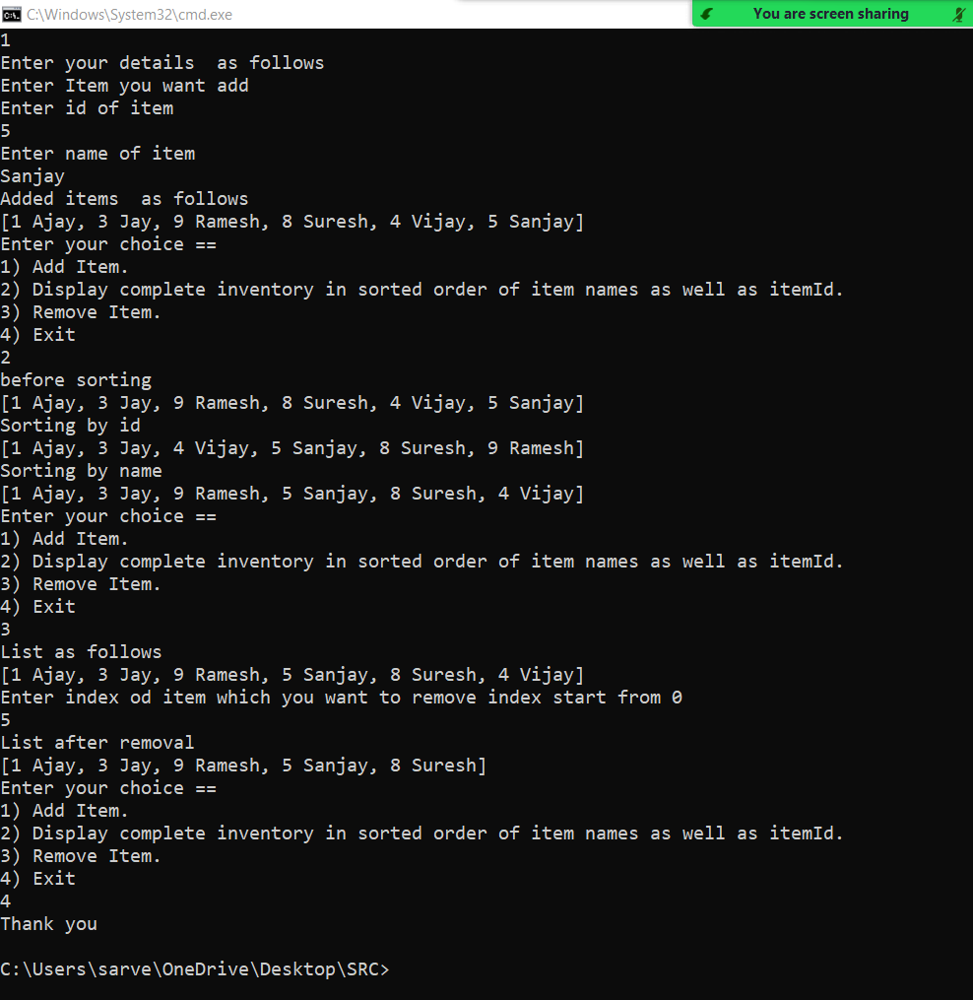 C:\Windows\System32\cmd.exe
You are screen sharing
1
Enter your details  as follows
Enter Item you want add
Enter id of item
5
Enter name of item
Sanjay
Added items  as follows
[1 Ajay, 3 Jay, 9 Ramesh, 8 Suresh, 4 Vijay, 5 Sanjay]
Enter your choice ==
1) Add Item.
2) Display complete inventory in sorted order of item names as well as itemId.
3) Remove Item.
4) Exit
2
before sorting
[1 Ajay, 3 Jay, 9 Ramesh, 8 Suresh, 4 Vijay, 5 Sanjay]
Sorting by id
[1 Ajay, 3 Jay, 4 Vijay, 5 Sanjay, 8 Suresh, 9 Ramesh]
Sorting by name
[1 Ajay, 3 Jay, 9 Ramesh, 5 Sanjay, 8 Suresh, 4 Vijay]
Enter your choice ==
1) Add Item.
2) Display complete inventory in sorted order of item names as well as itemId.
3) Remove Item.
4) Exit
3
List as follows
[1 Ajay, 3 Jay, 9 Ramesh, 5 Sanjay, 8 Suresh, 4 Vijay]
Enter index od item which you want to remove index start from 0
5
List after removal
[1 Ajay, 3 Jay, 9 Ramesh, 5 Sanjay, 8 Suresh]
Enter your choice ==
1) Add Item.
2) Display complete inventory in sorted order of item names as well as itemId.
3) Remove Item.
4) Exit
4
Thank you
C:\Users\sarve\OneDrive\Desktop\SRC>